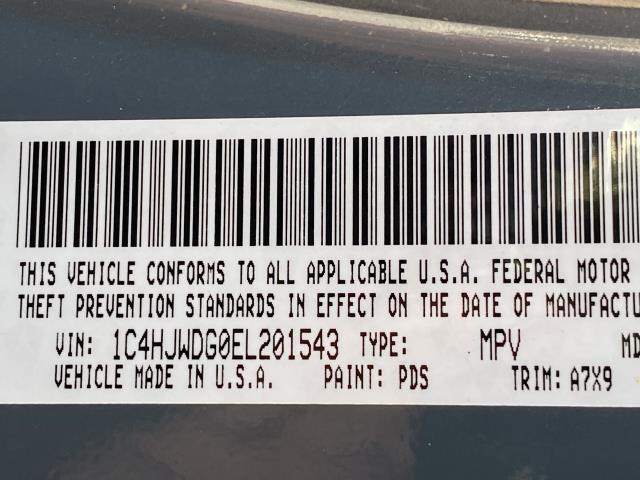 THIS VEHICLE CONFORMS TO ALL APPLICABLE U.S.A. FEDERAL MOTOR
THEFT PREVENTION STANDARDS IN EFFECT ON THE DATE OF MANUFACTU
VIN: 1C4HJWDG0EL201543 TYPE: MPV MD
VEHICLE MADE IN U.S.A. PAINT: PDS TRIM: A7X9